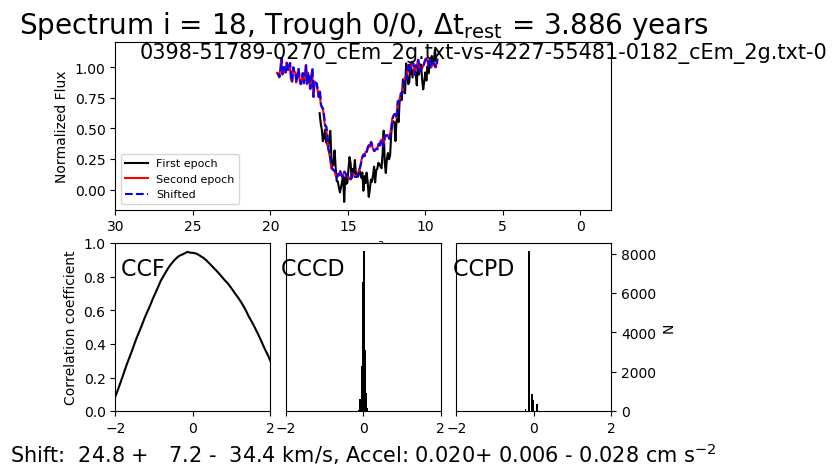 Spectrum i = 18, Trough 0/0, Δt_rest = 3.886 years
0398-51789-0270_cEm_2g.txt-vs-4227-55481-0182_cEm_2g.txt-0
Normalized Flux
1.00
0.75
0.50
0.25
0.00
First epoch
Second epoch
Shifted
30 25 20 15 10 5 0
Correlation coefficient
1.0
0.8
0.6
0.4
0.2
0.0
CCF
CCCD
CCPD
8000
6000
4000
2000
0
N
−2 0 2 −2 0 2 −2 0 2
Shift: 24.8 + 7.2 - 34.4 km/s, Accel: 0.020+ 0.006 - 0.028 cm s⁻²